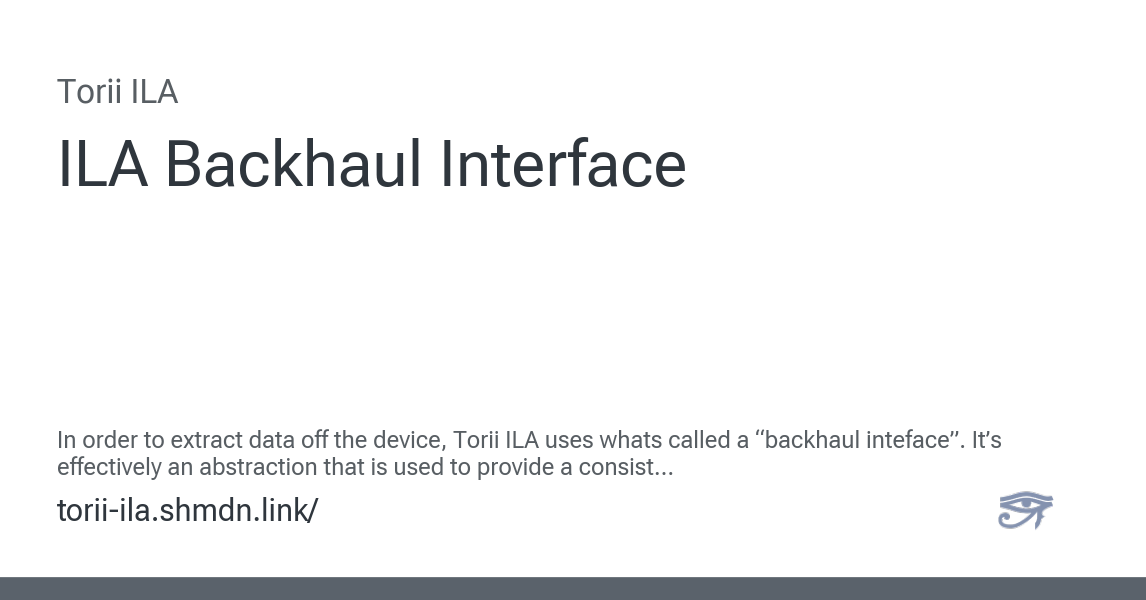 Torii ILA
ILA Backhaul Interface
In order to extract data off the device, Torii ILA uses whats called a “backhaul inteface”. It’s
effectively an abstraction that is used to provide a consist...
torii-ila.shmdn.link/